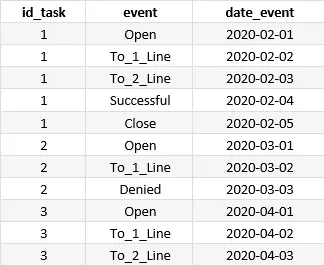 id_task event date_event
1 Open 2020-02-01
1 To_1_Line 2020-02-02
1 To_2_Line 2020-02-03
1 Successful 2020-02-04
1 Close 2020-02-05
2 Open 2020-03-01
2 To_1_Line 2020-03-02
2 Denied 2020-03-03
3 Open 2020-04-01
3 To_1_Line 2020-04-02
3 To_2_Line 2020-04-03